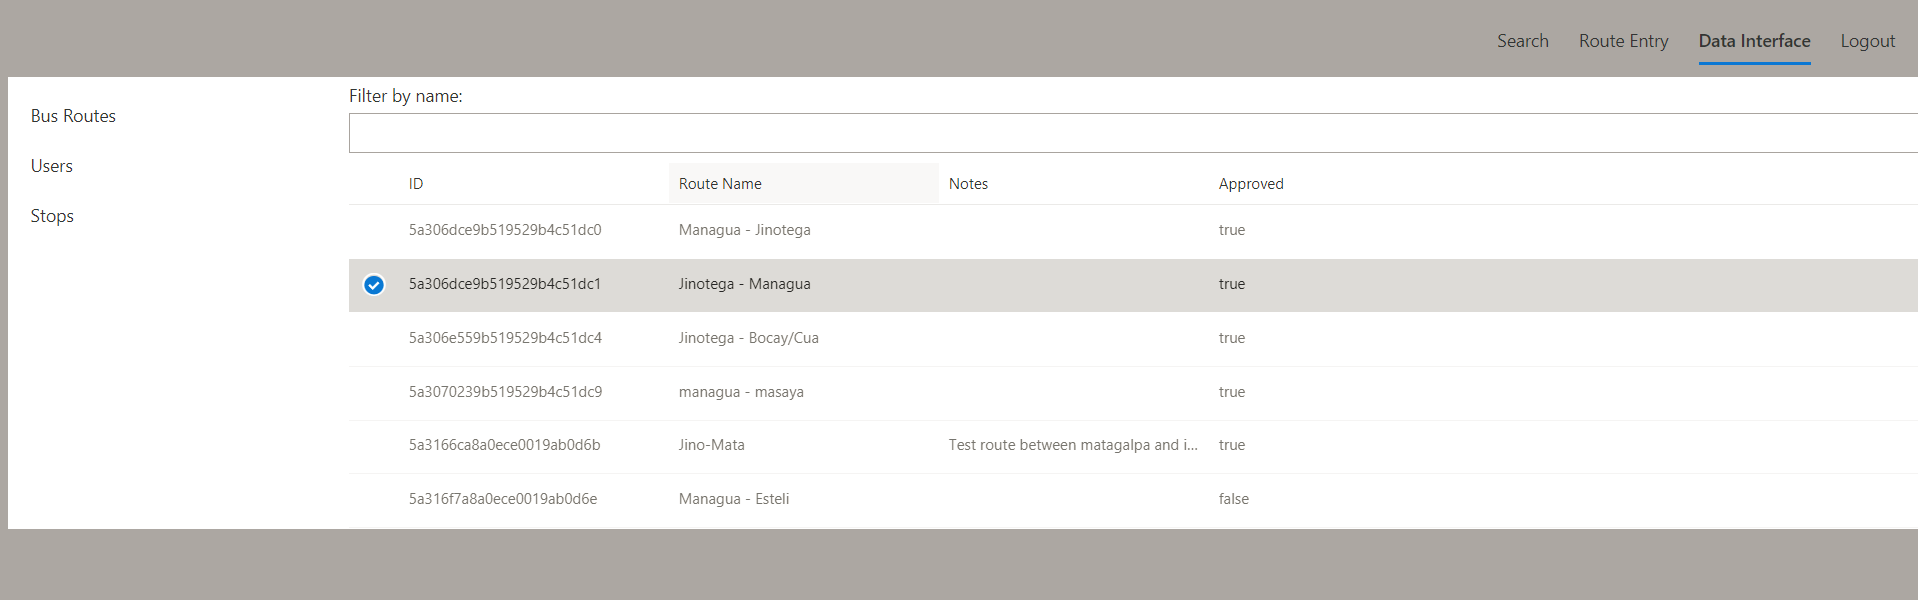 Search Route Entry Data Interface Logout
Bus Routes
Users
Stops
Filter by name:
ID Route Name Notes Approved
5a306dce9b519529b4c51dc0 Managua - Jinotega true
5a306dce9b519529b4c51dc1 Jinotega - Managua true
5a306e559b519529b4c51dc4 Jinotega - Bocay/Cua true
5a3070239b519529b4c51dc9 managua - masaya true
5a3166ca8a0ece0019ab0d6b Jino-Mata Test route between matagalpa and i... true
5a316f7a8a0ece0019ab0d6e Managua - Esteli false